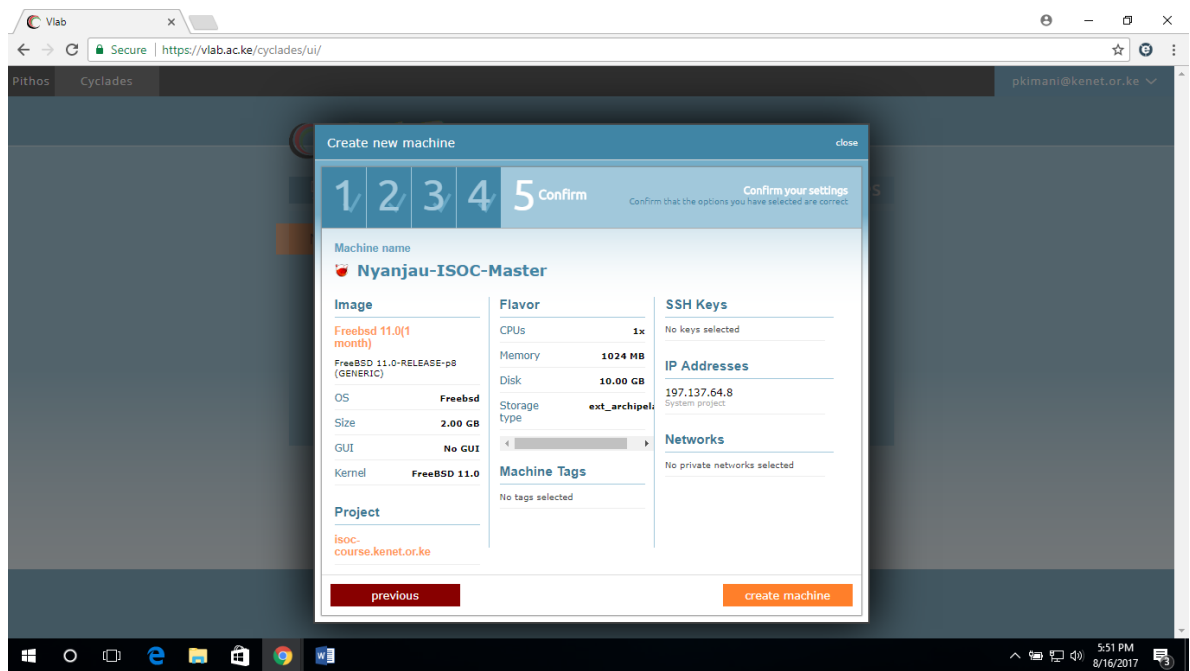 Vlab
Secure | https://vlab.ac.ke/cyclades/ui/
Pithos Cyclades pkimani@kenet.or.ke
Create new machine close
1 2 3 4 5 Confirm
Confirm your settings
Confirm that the options you have selected are correct
Machine name
Nyanjau-ISOC-Master
Image
Freebsd 11.0(1
month)
FreeBSD 11.0-RELEASE-p8
(GENERIC)
OS Freebsd
Size 2.00 GB
GUI No GUI
Kernel FreeBSD 11.0
Project
isoc-
course.kenet.or.ke
Flavor
CPUs 1x
Memory 1024 MB
Disk 10.00 GB
Storage
type
ext_archipela
Machine Tags
No tags selected
SSH Keys
No keys selected
IP Addresses
197.137.64.8
System project
Networks
No private networks selected
previous create machine
5:51 PM
8/16/2017
3